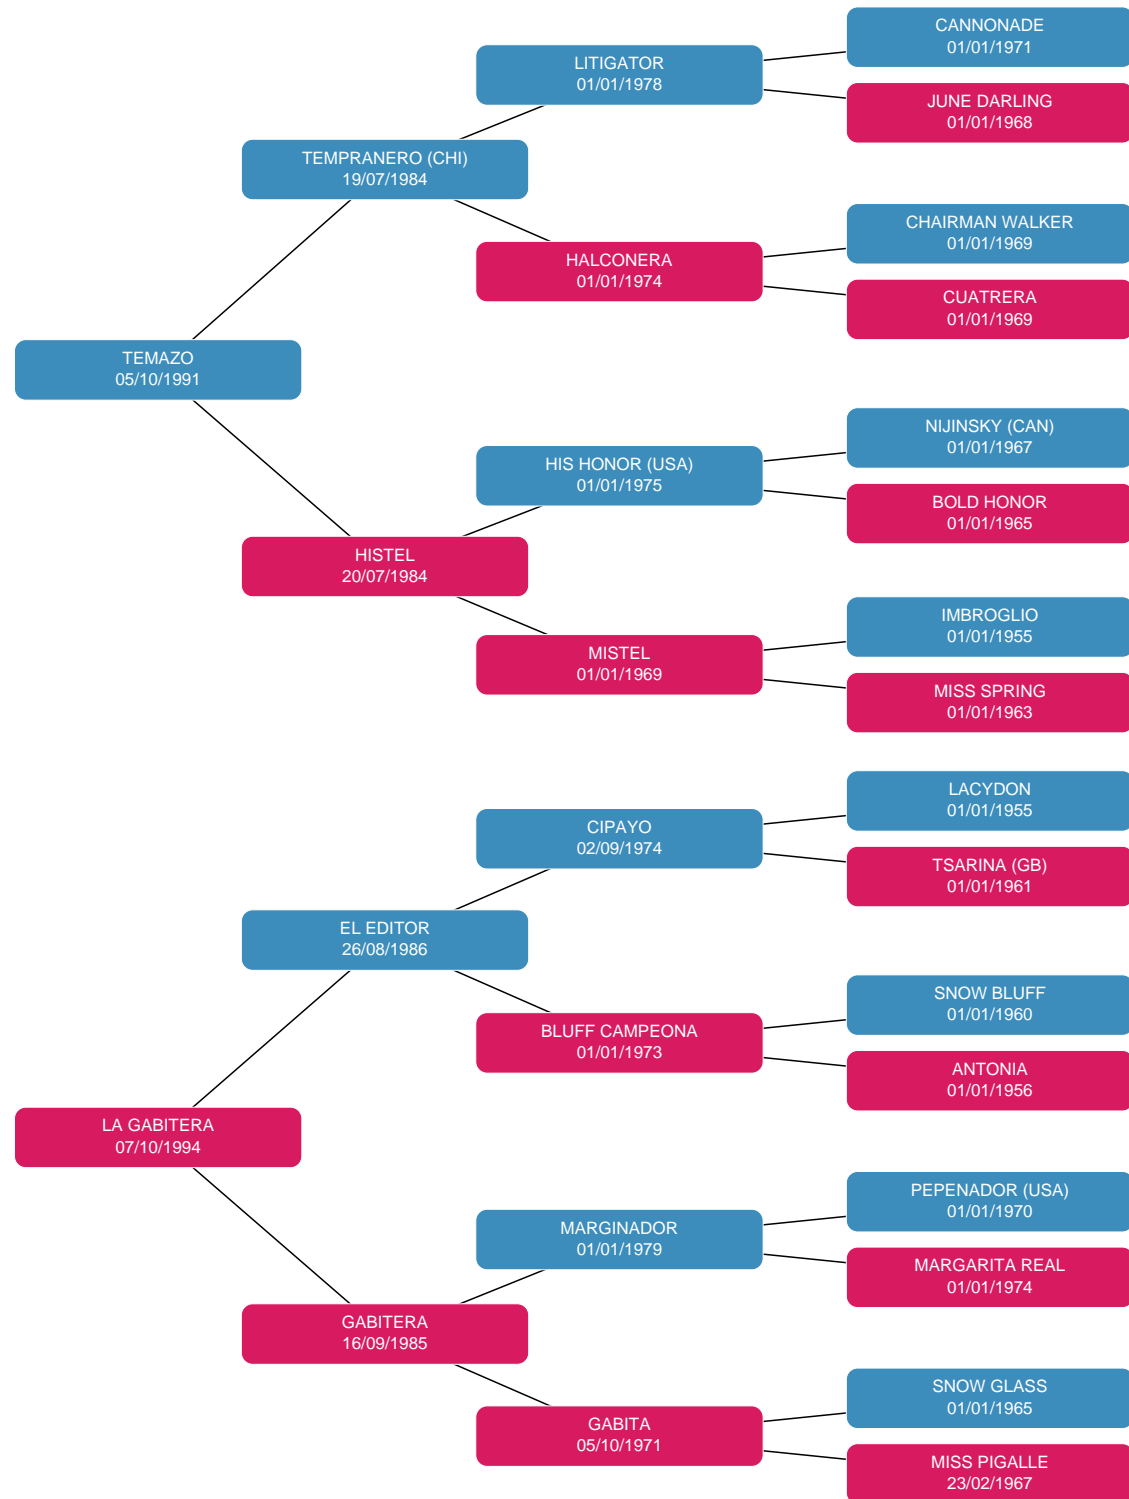 CANNONADE
01/01/1971
LITIGATOR
01/01/1978
JUNE DARLING
01/01/1968
TEMPRANERO (CHI)
19/07/1984
CHAIRMAN WALKER
01/01/1969
HALCONERA
01/01/1974
CUATRERA
01/01/1969
TEMAZO
05/10/1991
NIJINSKY (CAN)
01/01/1967
HIS HONOR (USA)
01/01/1975
BOLD HONOR
01/01/1965
HISTEL
20/07/1984
IMBROGLIO
01/01/1955
MISTEL
01/01/1969
MISS SPRING
01/01/1963
LACYDON
01/01/1955
CIPAYO
02/09/1974
TSARINA (GB)
01/01/1961
EL EDITOR
26/08/1986
SNOW BLUFF
01/01/1960
BLUFF CAMPEONA
01/01/1973
ANTONIA
01/01/1956
LA GABITERA
07/10/1994
PEPENADOR (USA)
01/01/1970
MARGINADOR
01/01/1979
MARGARITA REAL
01/01/1974
GABITERA
16/09/1985
SNOW GLASS
01/01/1965
GABITA
05/10/1971
MISS PIGALLE
23/02/1967